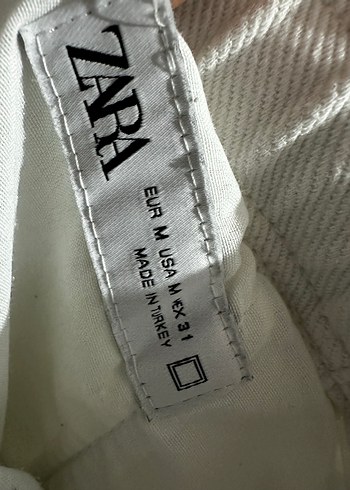 ZARA
EUR M USA M MEX 31
MADE IN TURKEY